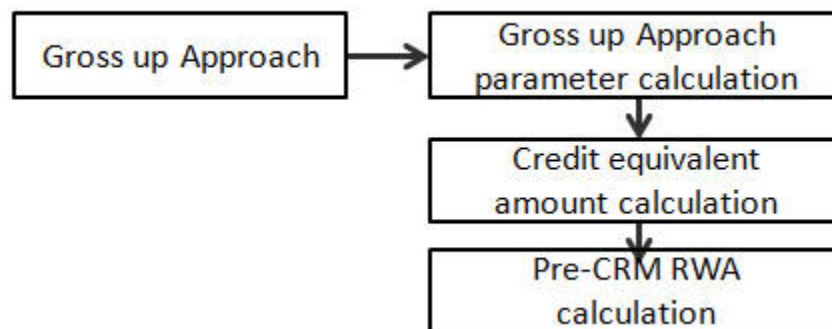 Gross up Approach
Gross up Approach
parameter calculation
Credit equivalent
amount calculation
Pre-CRM RWA
calculation